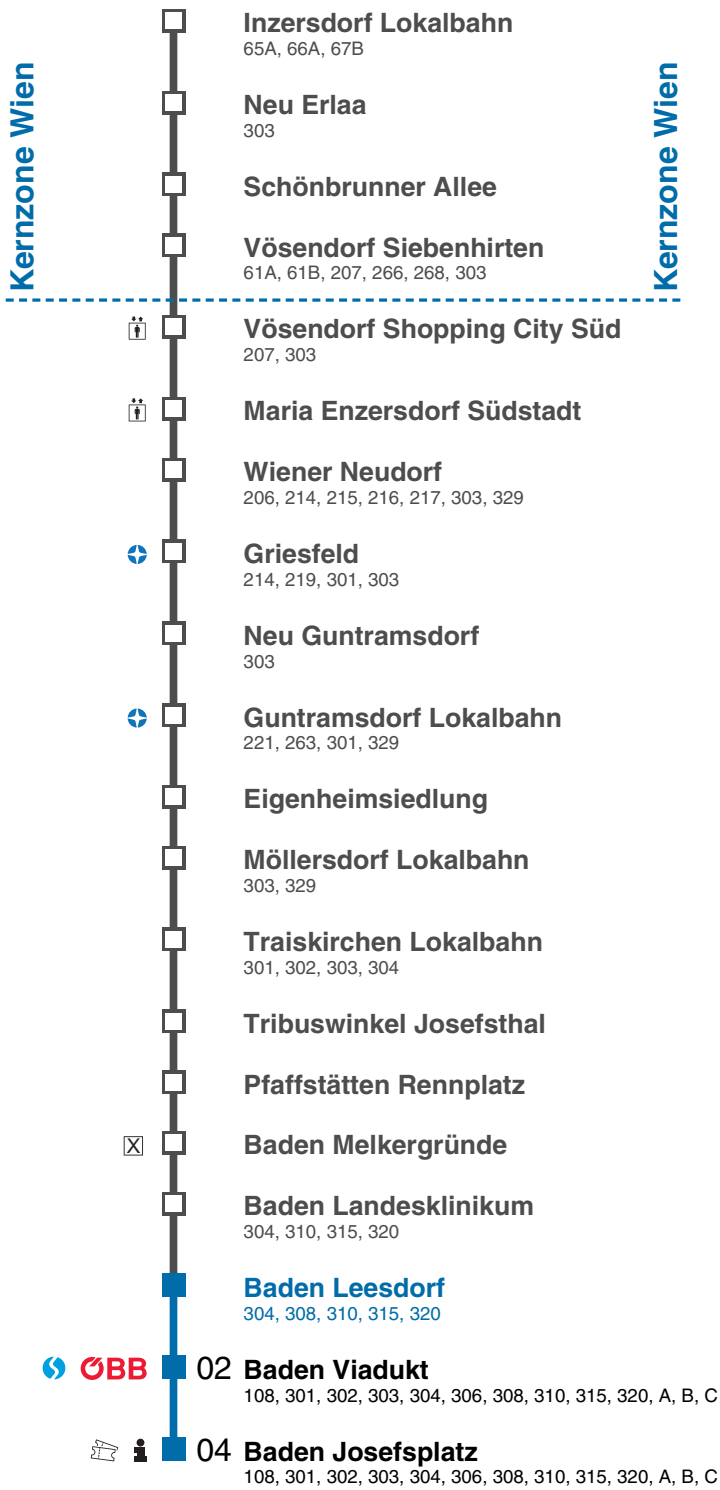 Inzersdorf Lokalbahn
65A, 66A, 67B
Kernzone Wien
Kernzone Wien
Neu Erlaa
303
Schönbrunner Allee
Vösendorf Siebenhirten
61A, 61B, 207, 266, 268, 303
Vösendorf Shopping City Süd
207, 303
Maria Enzersdorf Südstadt
Wiener Neudorf
206, 214, 215, 216, 217, 303, 329
Griesfeld
214, 219, 301, 303
Neu Guntramsdorf
303
Guntramsdorf Lokalbahn
221, 263, 301, 329
Eigenheimsiedlung
Möllersdorf Lokalbahn
303, 329
Traiskirchen Lokalbahn
301, 302, 303, 304
Tribuswinkel Josefsthal
Pfaffstätten Rennplatz
X Baden Melkergründe
Baden Landesklinikum
304, 310, 315, 320
Baden Leesdorf
304, 308, 310, 315, 320
ÖBB 02 Baden Viadukt
108, 301, 302, 303, 304, 306, 308, 310, 315, 320, A, B, C
i 04 Baden Josefsplatz
108, 301, 302, 303, 304, 306, 308, 310, 315, 320, A, B, C